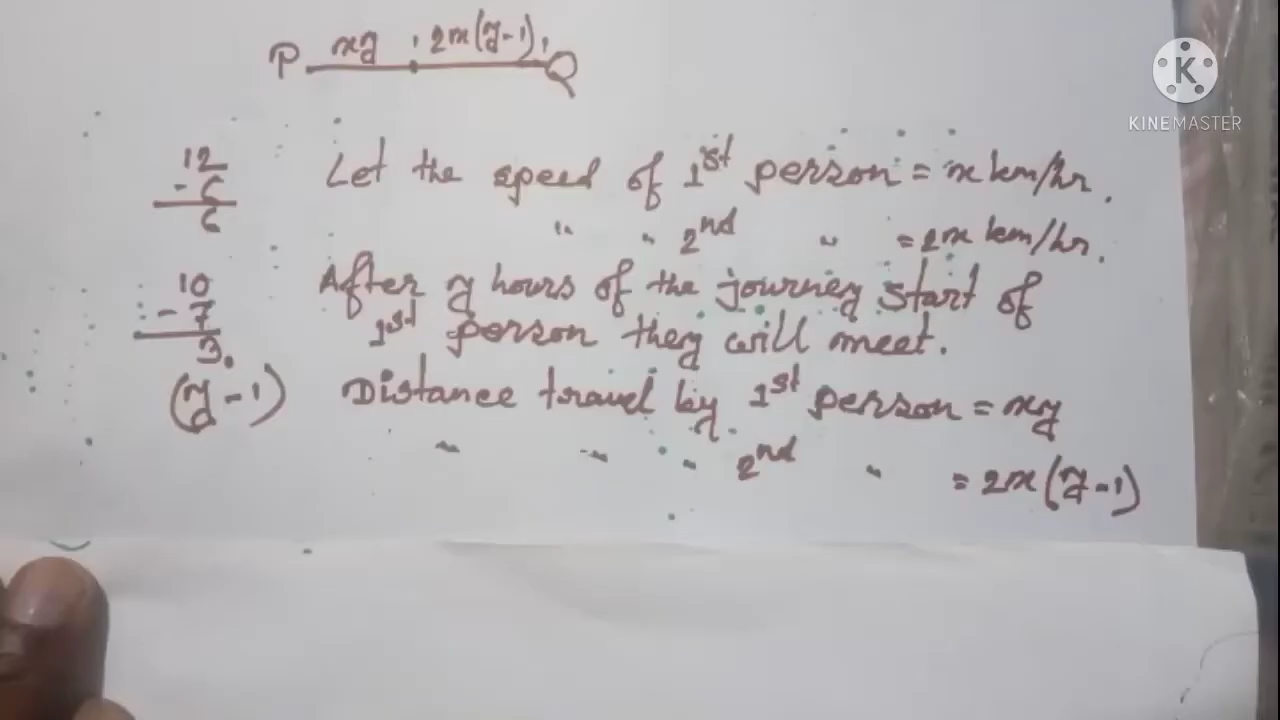 P xy 2x(y-1) Q
K
KINEMASTER
12
- 6
6
Let the speed of 1st person = x km/hr.
" " 2nd " = 2x km/hr.
10
- 7
3.
After y hours of the journey start of
1st person they will meet.
(y-1)
Distance travel by 1st person = xy
" " " 2nd " = 2x(y-1)